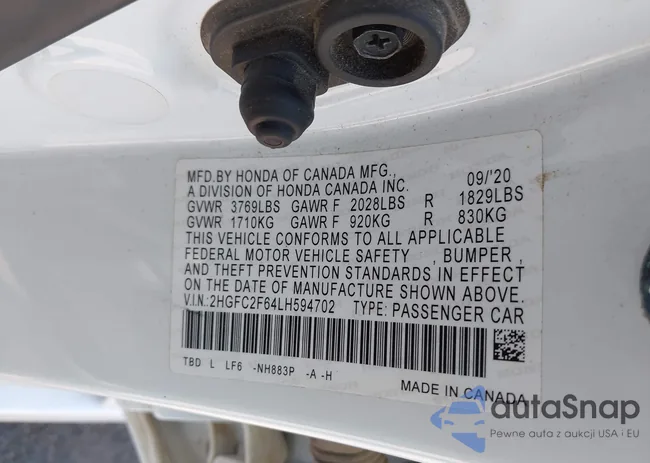 MFD.BY HONDA OF CANADA MFG., 09/'20
A DIVISION OF HONDA CANADA INC.
GVWR 3769LBS GAWR F 2028LBS R 1829LBS
GVWR 1710KG GAWR F 920KG R 830KG
THIS VEHICLE CONFORMS TO ALL APPLICABLE
FEDERAL MOTOR VEHICLE SAFETY , BUMPER ,
AND THEFT PREVENTION STANDARDS IN EFFECT
ON THE DATE OF MANUFACTURE SHOWN ABOVE.
V.I.N.:2HGFC2F64LH594702 TYPE: PASSENGER CAR
TBD L LF6 -NH883P -A -H
MADE IN CANADA
autaSnap
Pewne auta z aukcji USA i EU